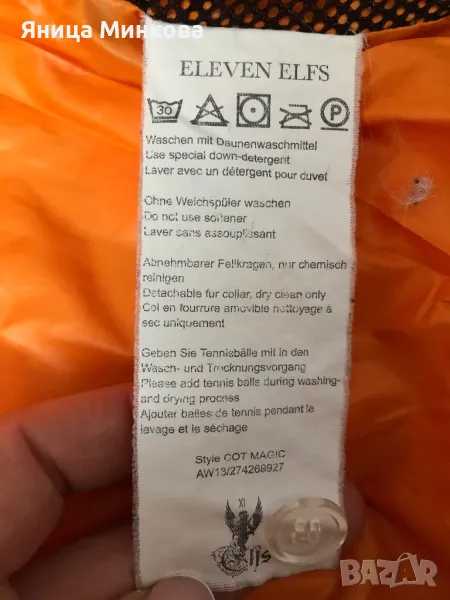 Яница Минкова
ELEVEN ELFS
30
P
Waschen mit Daunenwaschmittel
Use special down-detergent
Laver avec un détergent pour duvet
Ohne Weichspüler waschen
Do not use softener
Laver sans assouplissant
Abnehmbarer Fellkragen, nur chemisch
reinigen
Detachable fur collar, dry clean only
Col en fourrure amovible nettoyage à
sec uniquement
Geben Sie Tennisbälle mit in den
Wasch- und Trocknungsvorgang
Please add tennis balls during washing-
and drying process
Ajouter balles de tennis pendant le
lavage et le séchage
Style COT MAGIC
AW13/274269927
XI
Elfs
bazar